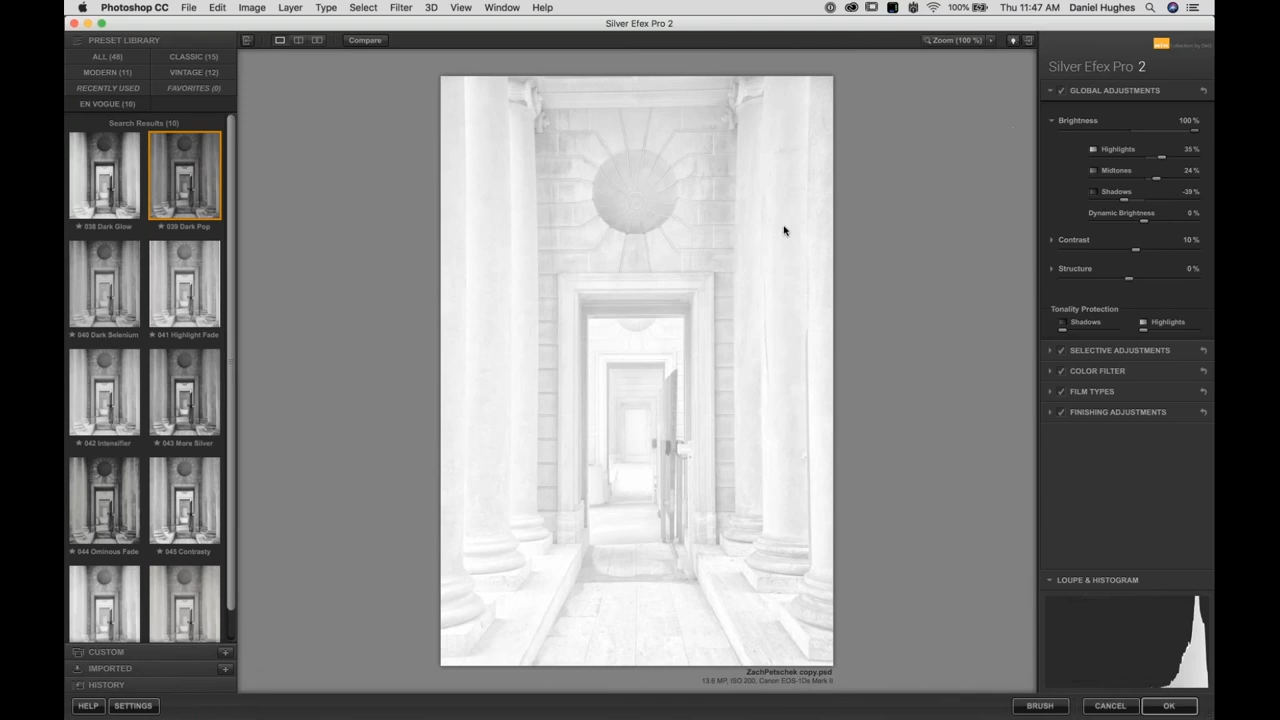 Photoshop CC File Edit Image Layer Type Select Filter 3D View Window Help 100% Thu 11:47 AM Daniel Hughes
Silver Efex Pro 2
PRESET LIBRARY
Compare
Zoom (100 %)
ALL (48) CLASSIC (15)
MODERN (11) VINTAGE (12)
RECENTLY USED FAVORITES (0)
EN VOGUE (10)
Search Results (10)
038 Dark Glow 039 Dark Pop
040 Dark Selenium 041 Highlight Fade
042 Intensifier 043 More Silver
044 Ominous Fade 045 Contrasty
CUSTOM
IMPORTED
HISTORY
HELP SETTINGS
ZachPetschek copy.psd
13.6 MP, ISO 200, Canon EOS-1Ds Mark II
collection by DxO
Silver Efex Pro 2
GLOBAL ADJUSTMENTS
Brightness 100 %
Highlights 35 %
Midtones 24 %
Shadows -39 %
Dynamic Brightness 0 %
Contrast 10 %
Structure 0 %
Tonality Protection
Shadows Highlights
SELECTIVE ADJUSTMENTS
COLOR FILTER
FILM TYPES
FINISHING ADJUSTMENTS
LOUPE & HISTOGRAM
BRUSH CANCEL OK